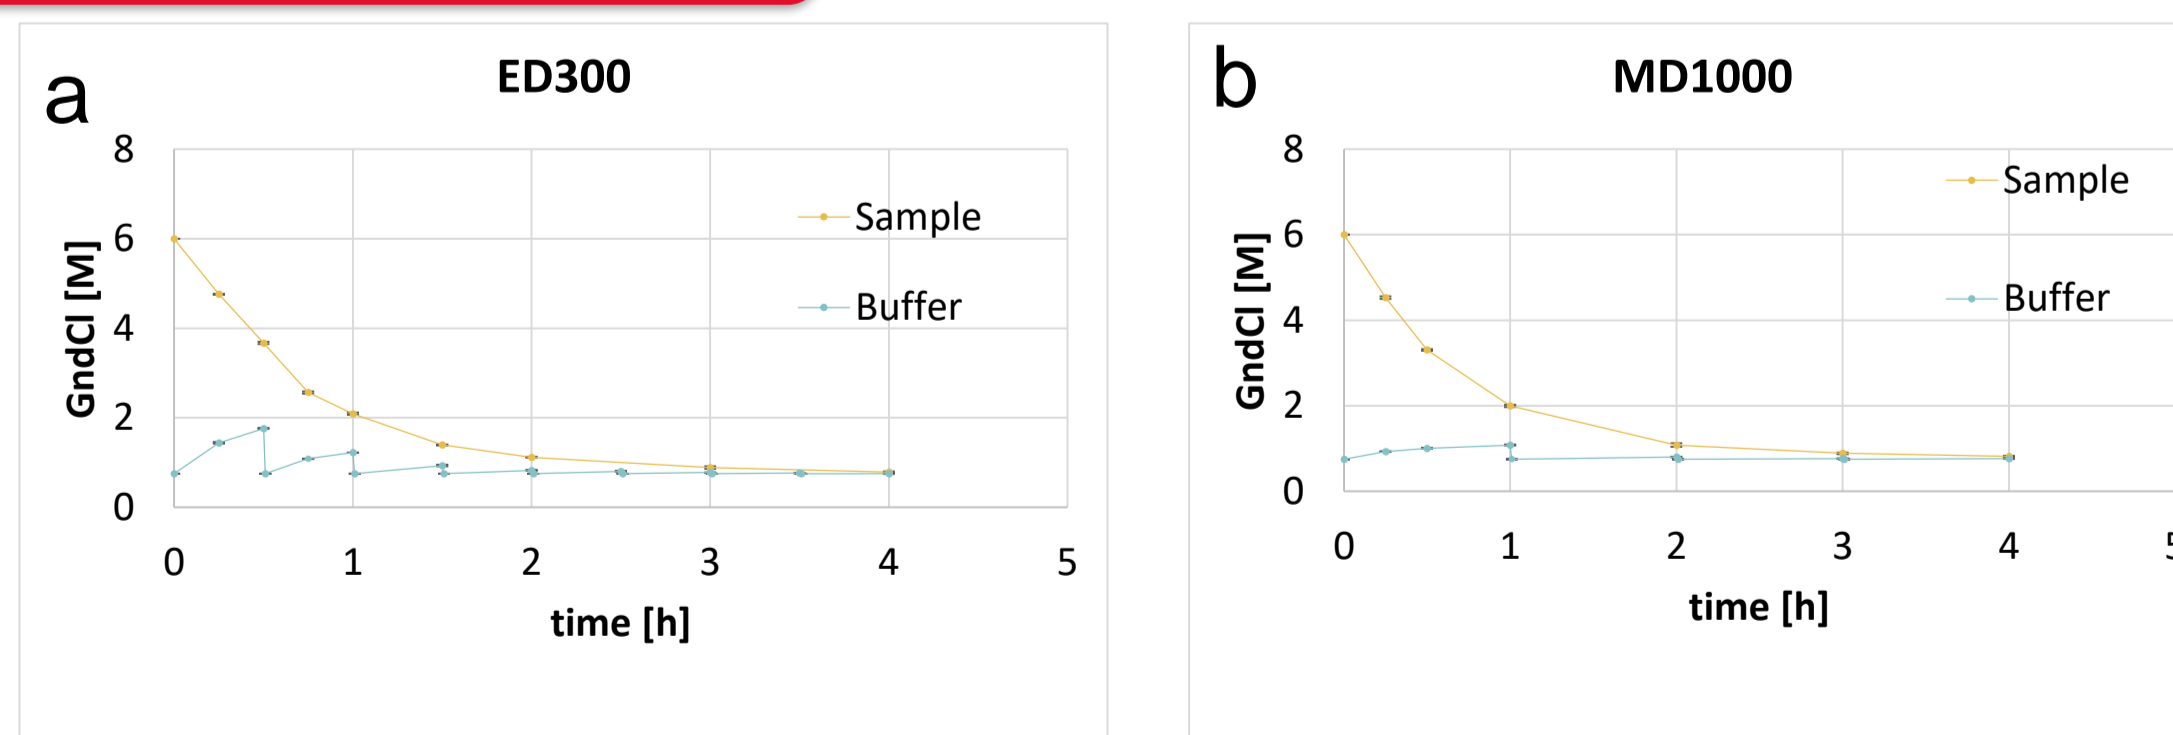 a
ED300
8
6
4
2
0
GndCl [M]
Sample
Buffer
0 1 2 3 4 5
time [h]
b
MD1000
8
6
4
2
0
GndCl [M]
Sample
Buffer
0 1 2 3 4 5
time [h]